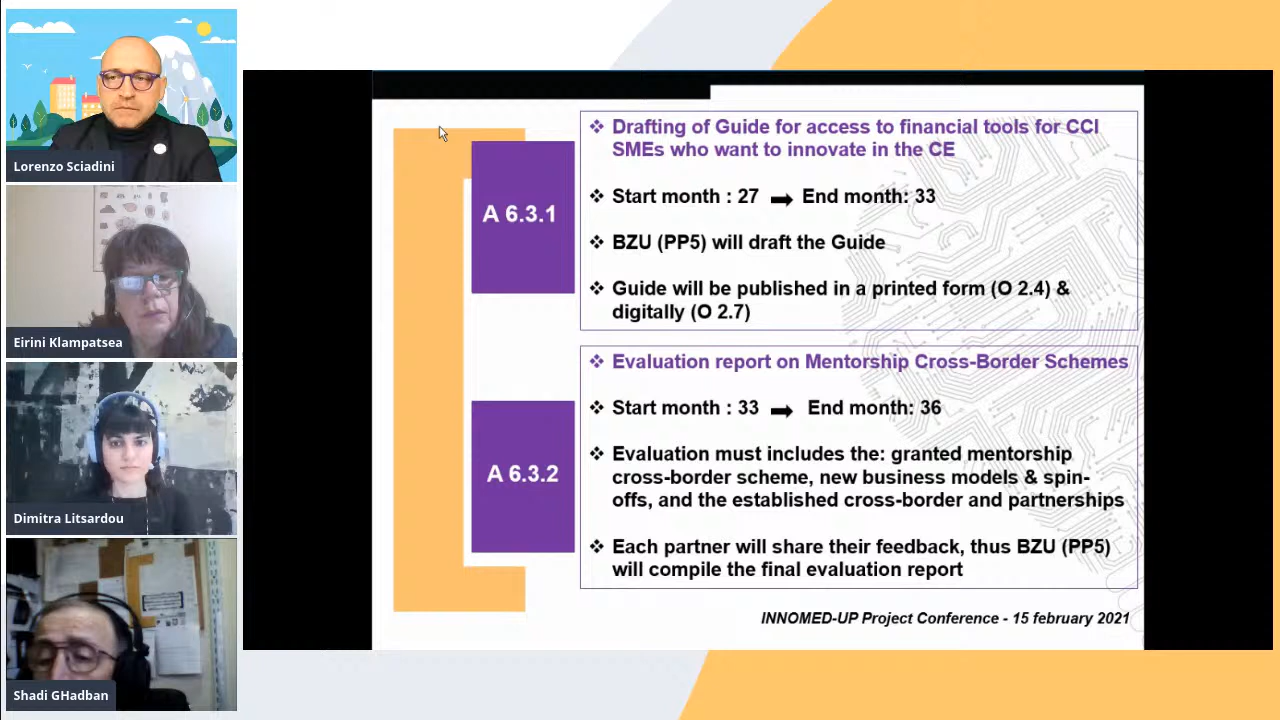 Lorenzo Sciadini
Eirini Klampatsea
Dimitra Litsardou
Shadi GHadban
A 6.3.1
❖ Drafting of Guide for access to financial tools for CCI
SMEs who want to innovate in the CE
❖ Start month : 27 ➡ End month: 33
❖ BZU (PP5) will draft the Guide
❖ Guide will be published in a printed form (O 2.4) &
digitally (O 2.7)
A 6.3.2
❖ Evaluation report on Mentorship Cross-Border Schemes
❖ Start month : 33 ➡ End month: 36
❖ Evaluation must includes the: granted mentorship
cross-border scheme, new business models & spin-
offs, and the established cross-border and partnerships
❖ Each partner will share their feedback, thus BZU (PP5)
will compile the final evaluation report
INNOMED-UP Project Conference - 15 february 2021